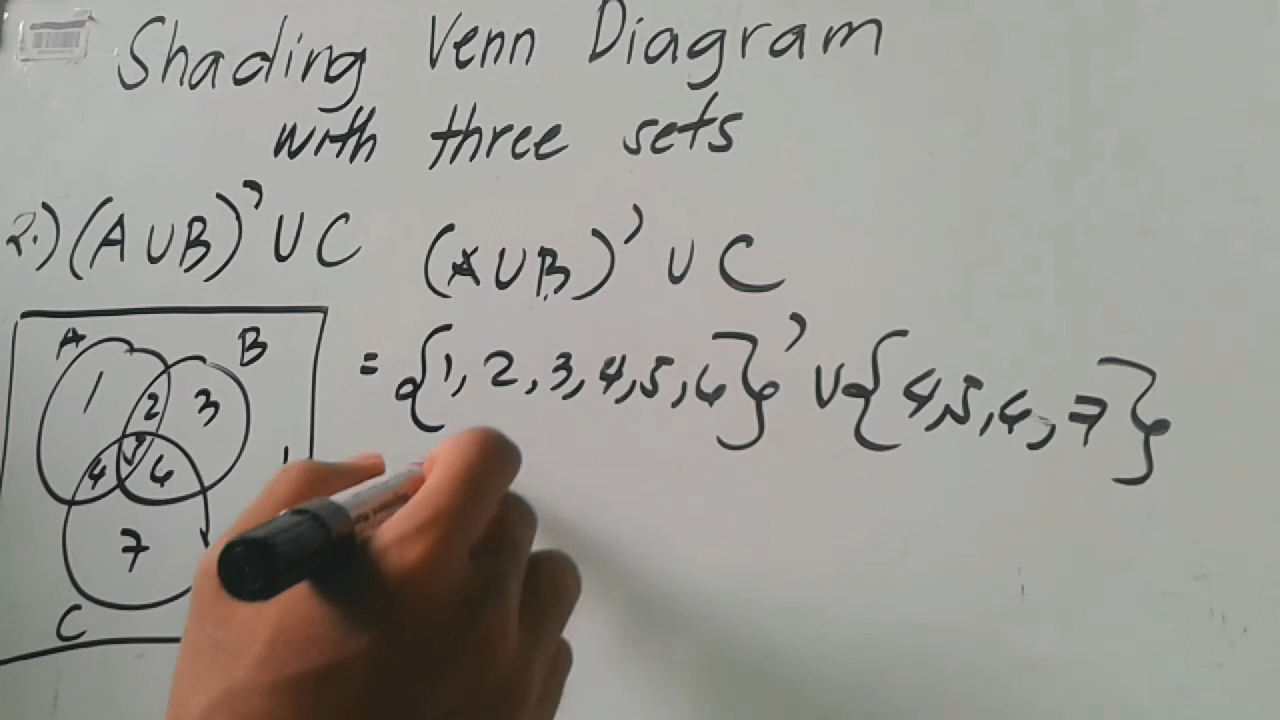 Shading Venn Diagram
with three sets
2.) (A∪B)' ∪ C
(A∪B)' ∪ C
= {1, 2, 3, 4, 5, 6}' ∪ {4, 5, 6, 7}
A B
1 2 3
4 5 6
7
C